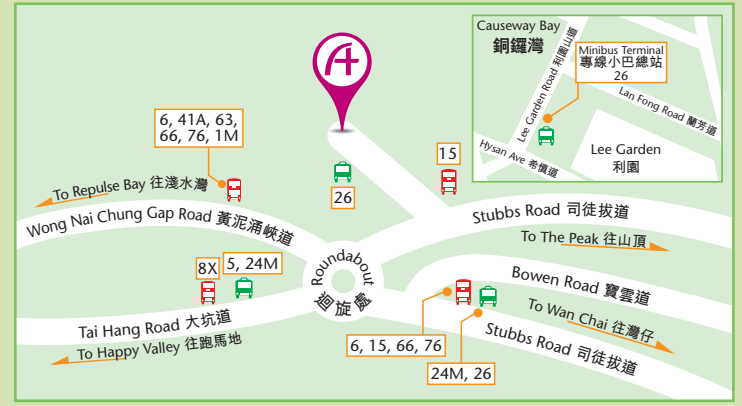 Causeway Bay
銅鑼灣
Minibus Terminal
專線小巴總站
26
Lee Garden Road 利園山道
Lan Fong Road 蘭芳道
Hysan Ave 希慎道
Lee Garden
利園
6, 41A, 63,
66, 76, 1M
15
26
To Repulse Bay 往淺水灣
Wong Nai Chung Gap Road 黃泥涌峽道
Stubbs Road 司徒拔道
To The Peak 往山頂
8X
5, 24M
Roundabout
迴旋處
Bowen Road 寶雲道
To Wan Chai 往灣仔
Tai Hang Road 大坑道
To Happy Valley 往跑馬地
Stubbs Road 司徒拔道
6, 15, 66, 76
24M, 26